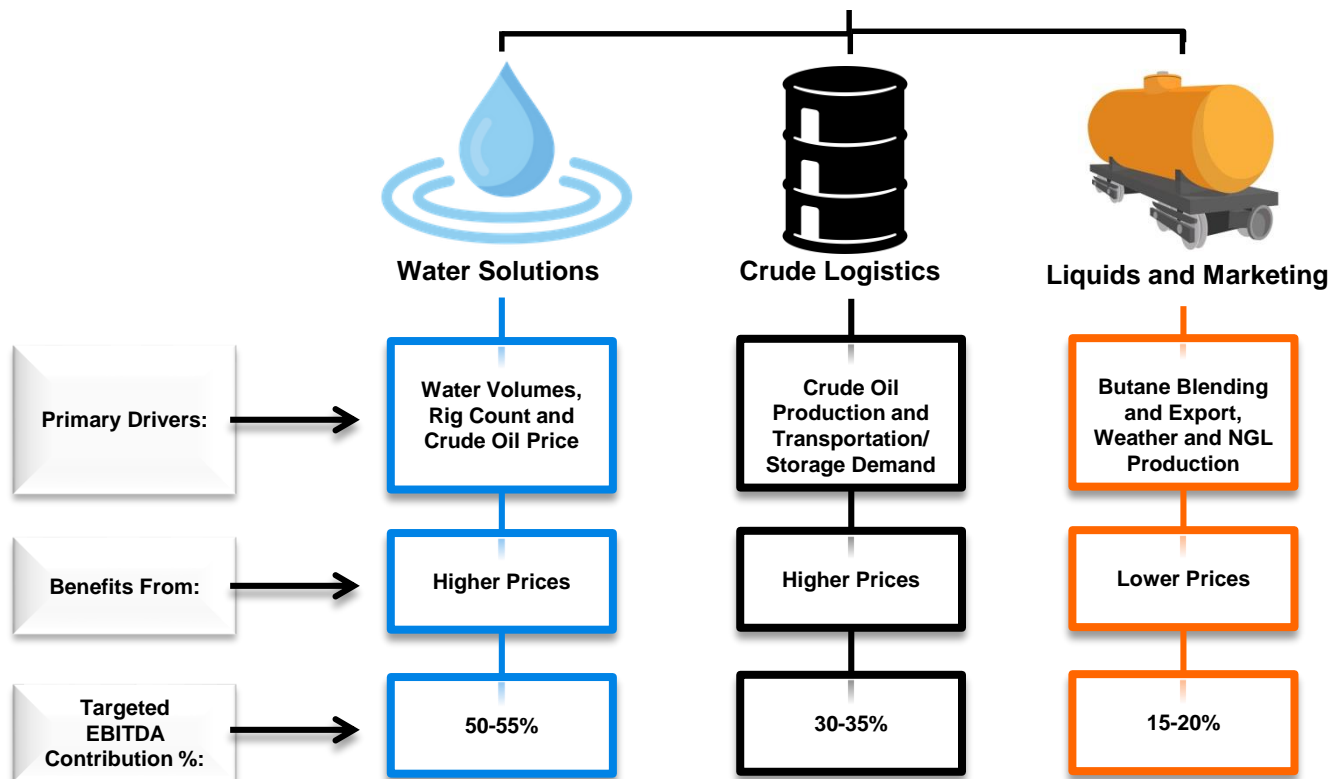 Water Solutions
Crude Logistics
Liquids and Marketing
Primary Drivers:
Water Volumes,
Rig Count and
Crude Oil Price
Crude Oil
Production and
Transportation/
Storage Demand
Butane Blending
and Export,
Weather and NGL
Production
Benefits From:
Higher Prices
Higher Prices
Lower Prices
Targeted
EBITDA
Contribution %:
50-55%
30-35%
15-20%